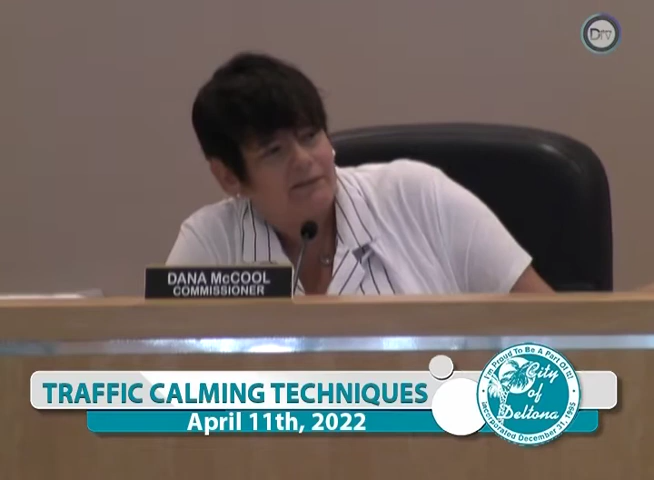 DTV
DANA McCOOL
COMMISSIONER
TRAFFIC CALMING TECHNIQUES
April 11th, 2022
I'm Proud To Be A Part Of It!
City
of
Deltona
Incorporated December 31, 1995